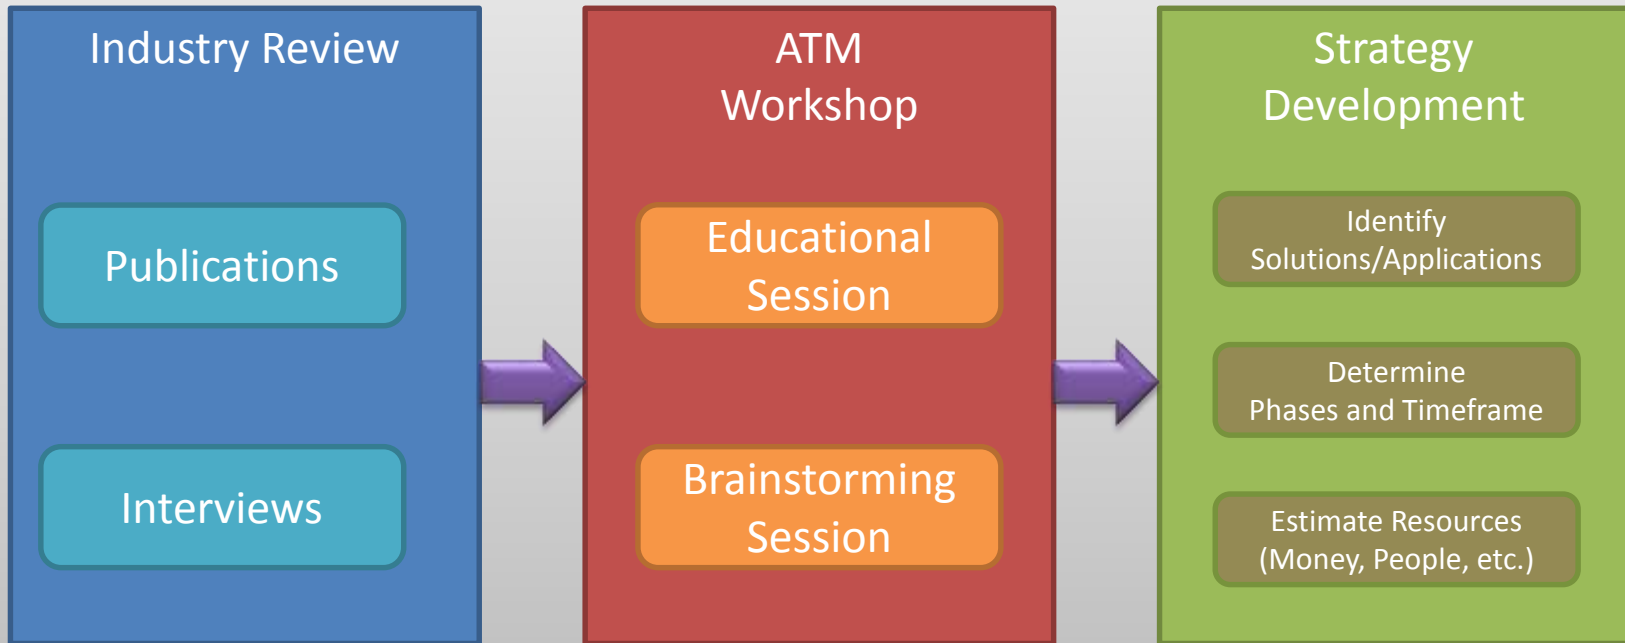 Industry Review
Publications
Interviews
ATM
Workshop
Educational
Session
Brainstorming
Session
Strategy
Development
Identify
Solutions/Applications
Determine
Phases and Timeframe
Estimate Resources
(Money, People, etc.)